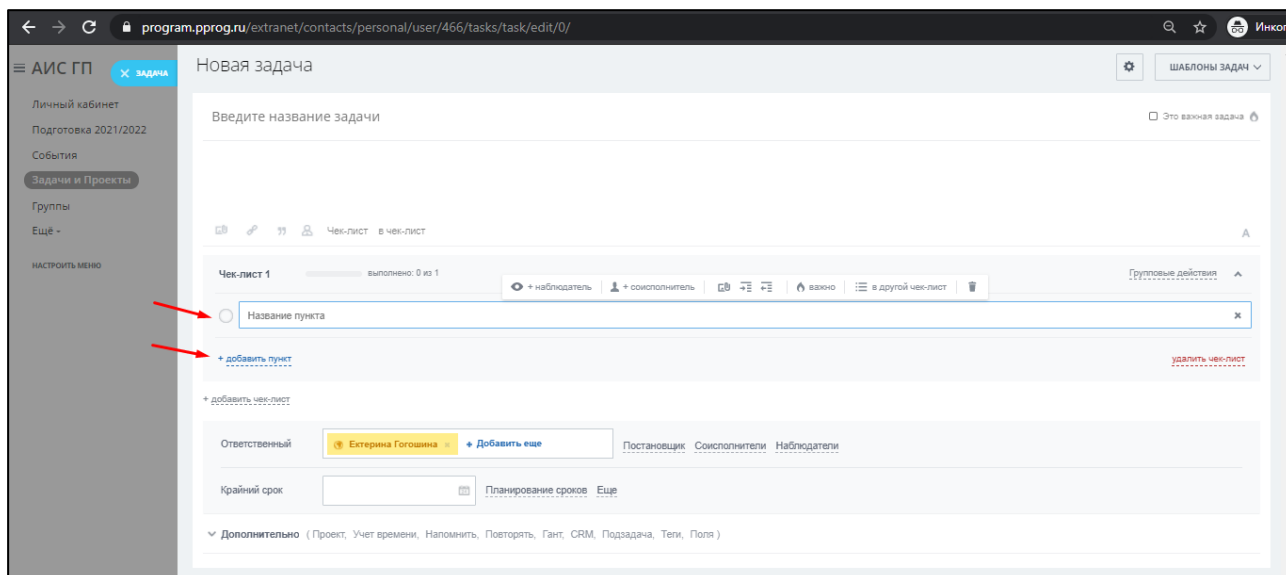 program.pprog.ru/extranet/contacts/personal/user/466/tasks/task/edit/0/
Инког
АИС ГП
ЗАДАЧА
Новая задача
ШАБЛОНЫ ЗАДАЧ
Личный кабинет
Подготовка 2021/2022
События
Задачи и Проекты
Группы
Ещё -
НАСТРОИТЬ МЕНЮ
Введите название задачи
Это важная задача
Чек-лист в чек-лист
A
Чек-лист 1 выполнено: 0 из 1
Групповые действия
+ наблюдатель + соисполнитель важно в другой чек-лист
Название пункта
+ добавить пункт
удалить чек-лист
+ добавить чек-лист
Ответственный Ектерина Гогошина × + Добавить еще Постановщик Соисполнители Наблюдатели
Крайний срок Планирование сроков Еще
Дополнительно ( Проект, Учет времени, Напомнить, Повторять, Гант, CRM, Подзадача, Теги, Поля )